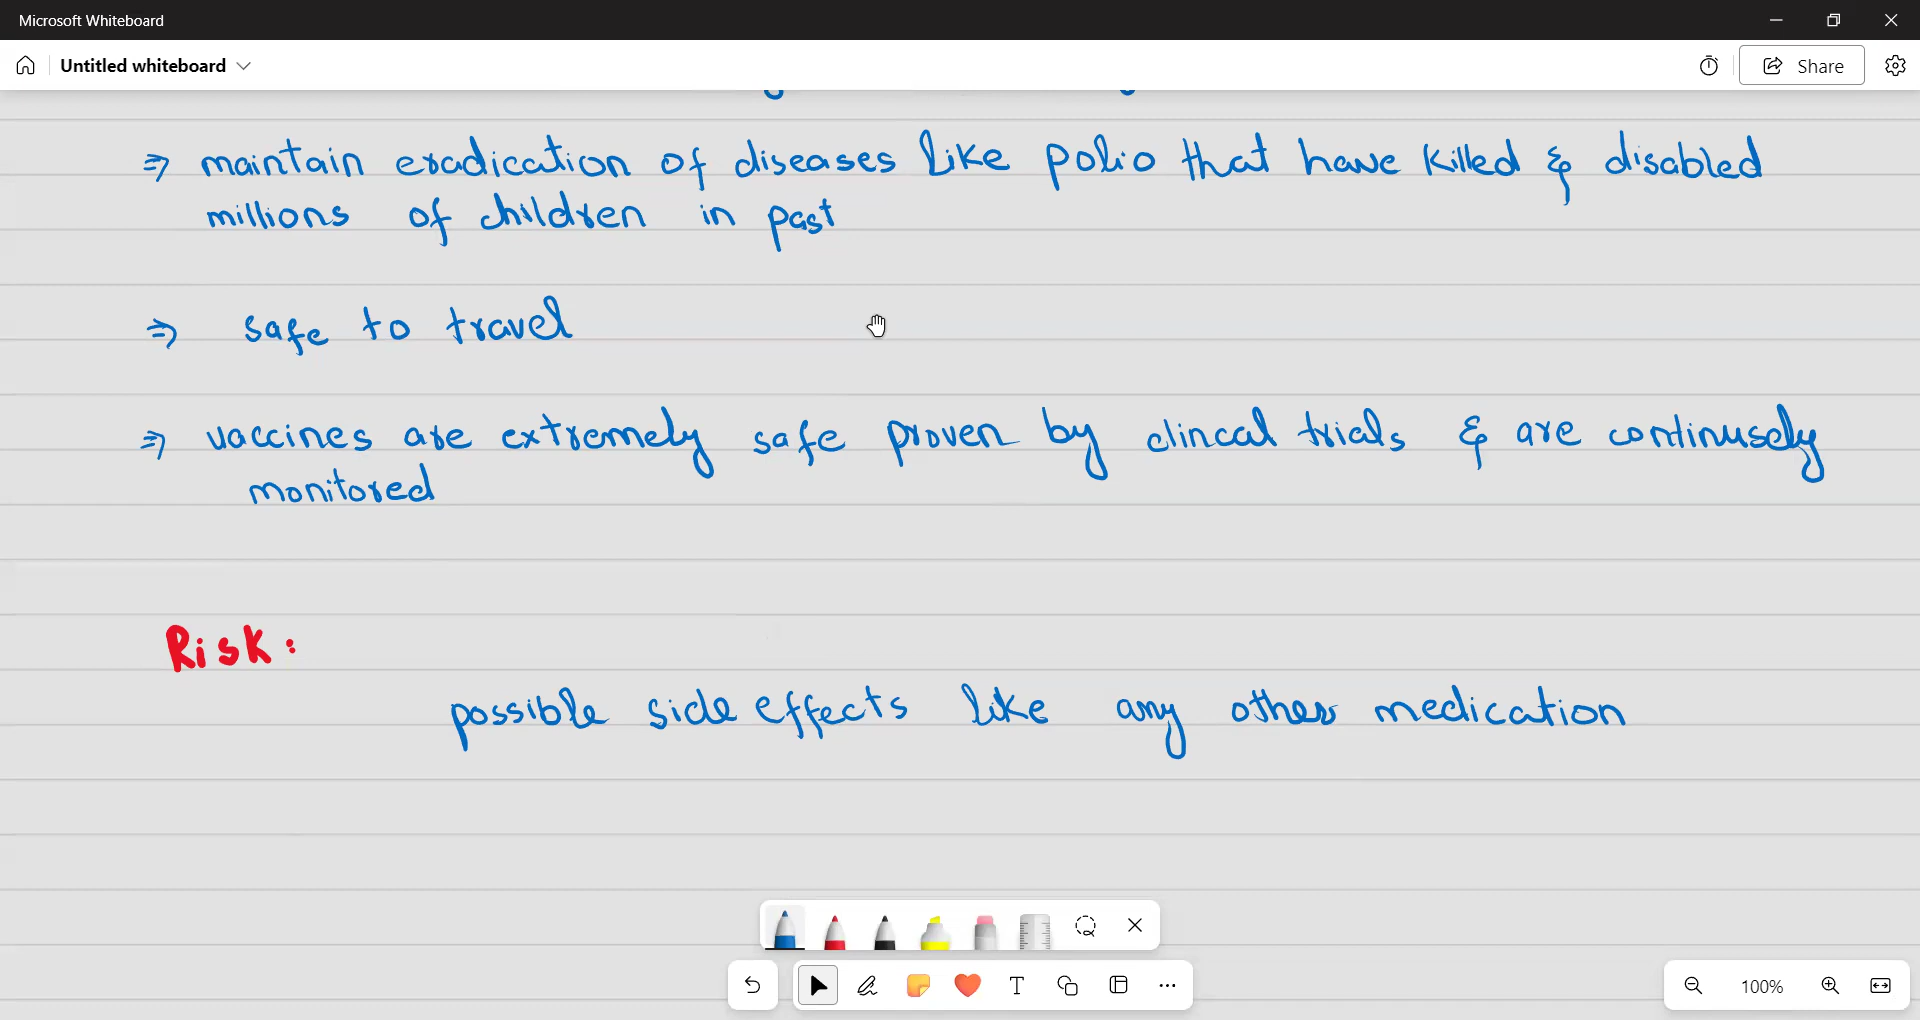 Microsoft Whiteboard
Untitled whiteboard
Share
⇒ maintain eradication of diseases like polio that have killed & disabled
millions of children in past
⇒ safe to travel
⇒ vaccines are extremely safe proven by clincal trials & are continusely
monitored
Risk:
possible side effects like any other medication
100%